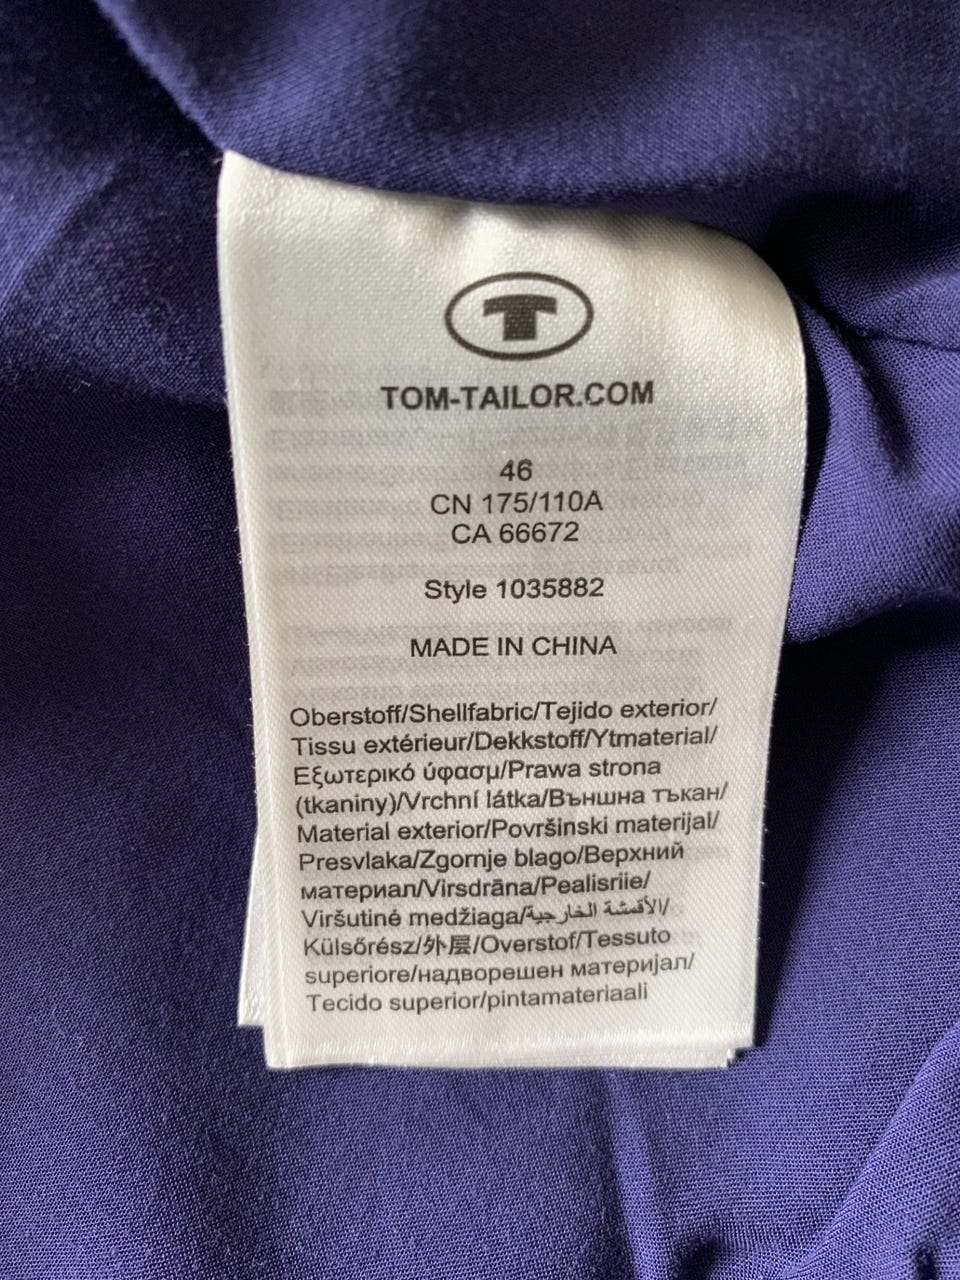 T
TOM-TAILOR.COM
46
CN 175/110A
CA 66672
Style 1035882
MADE IN CHINA
Oberstoff/Shellfabric/Tejido exterior/
Tissu extérieur/Dekkstoff/Ytmaterial/
Εξωτερικό ύφασμ/Prawa strona
(tkaniny)/Vrchní látka/Външна тъкан/
Material exterior/Površinski materijal/
Presvlaka/Zgornje blago/Верхний
материал/Virsdrāna/Pealisriie/
Viršutinė medžiaga/الأقمشة الخارجية/
Külsőrész/外层/Overstof/Tessuto
superiore/надворешен материјал/
Tecido superior/pintamateriaali